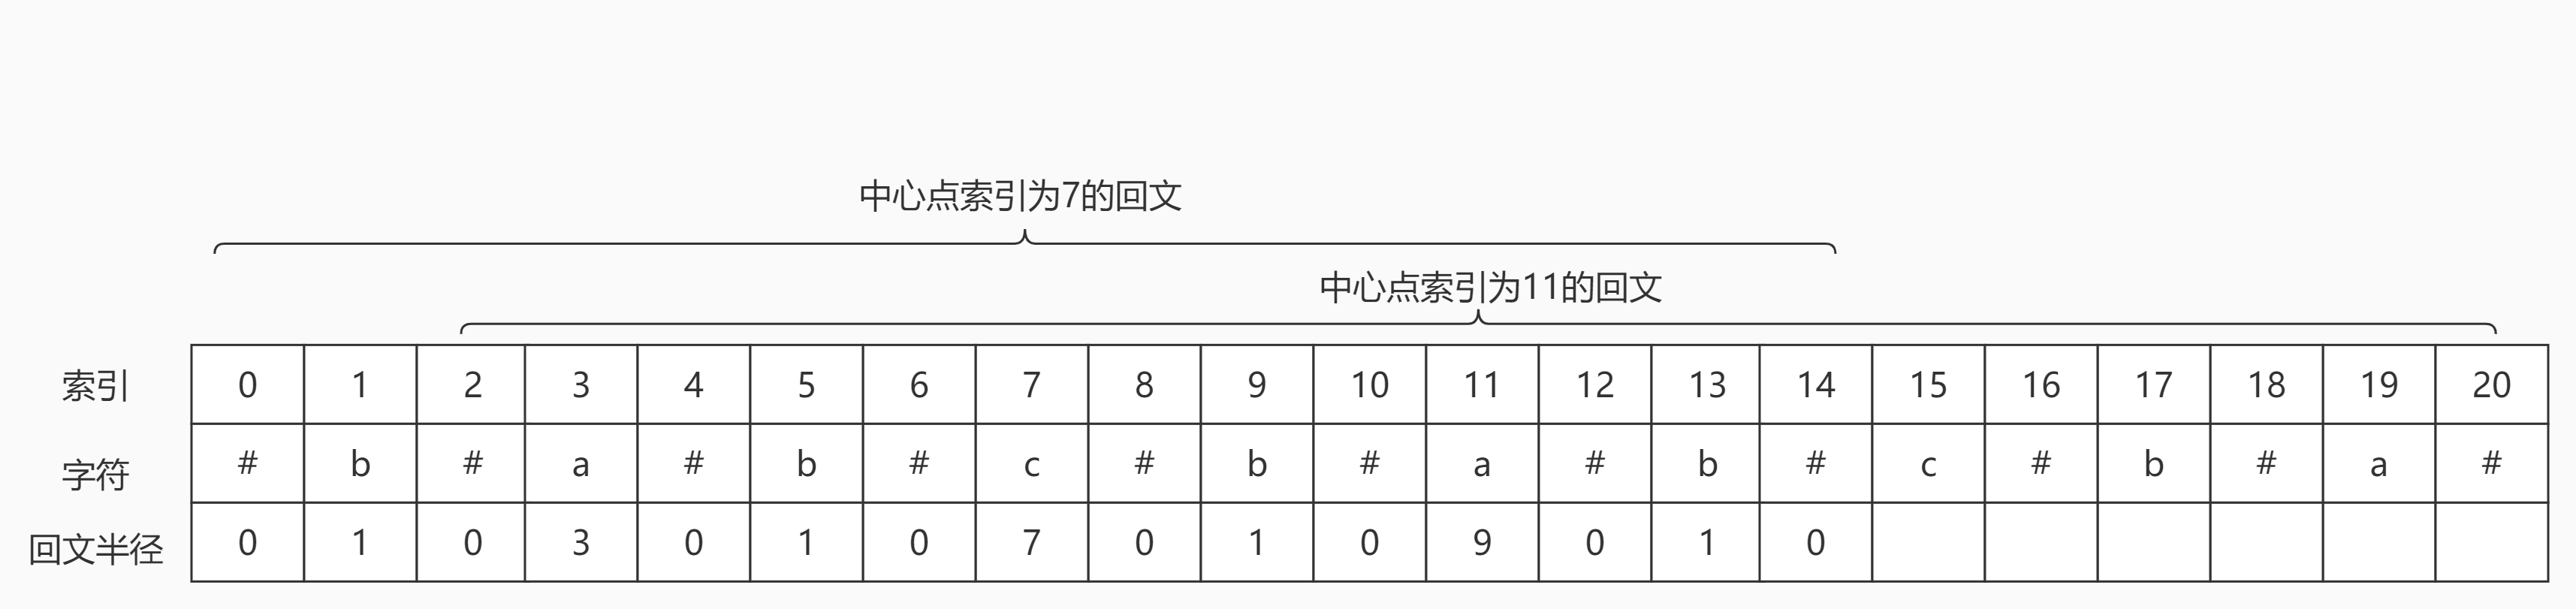 中心点索引为7的回文
中心点索引为11的回文
索引 0 1 2 3 4 5 6 7 8 9 10 11 12 13 14 15 16 17 18 19 20
字符 # b # a # b # c # b # a # b # c # b # a #
回文半径 0 1 0 3 0 1 0 7 0 1 0 9 0 1 0